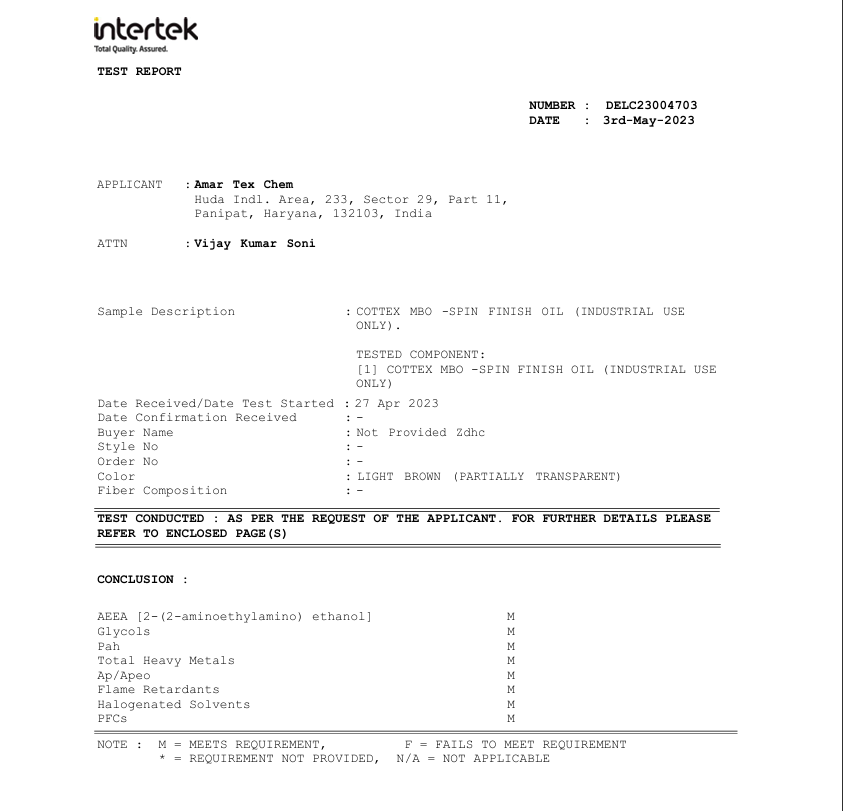 intertek
Total Quality. Assured.
TEST REPORT
NUMBER : DELC23004703
DATE : 3rd-May-2023
APPLICANT : Amar Tex Chem
Huda Indl. Area, 233, Sector 29, Part 11,
Panipat, Haryana, 132103, India
ATTN : Vijay Kumar Soni
Sample Description : COTTEX MBO -SPIN FINISH OIL (INDUSTRIAL USE
ONLY).
TESTED COMPONENT:
[1] COTTEX MBO -SPIN FINISH OIL (INDUSTRIAL USE
ONLY)
Date Received/Date Test Started : 27 Apr 2023
Date Confirmation Received : -
Buyer Name : Not Provided Zdhc
Style No : -
Order No : -
Color : LIGHT BROWN (PARTIALLY TRANSPARENT)
Fiber Composition : -
TEST CONDUCTED : AS PER THE REQUEST OF THE APPLICANT. FOR FURTHER DETAILS PLEASE
REFER TO ENCLOSED PAGE(S)
CONCLUSION :
AEEA [2-(2-aminoethylamino) ethanol] M
Glycols M
Pah M
Total Heavy Metals M
Ap/Apeo M
Flame Retardants M
Halogenated Solvents M
PFCs M
NOTE : M = MEETS REQUIREMENT, F = FAILS TO MEET REQUIREMENT
* = REQUIREMENT NOT PROVIDED, N/A = NOT APPLICABLE